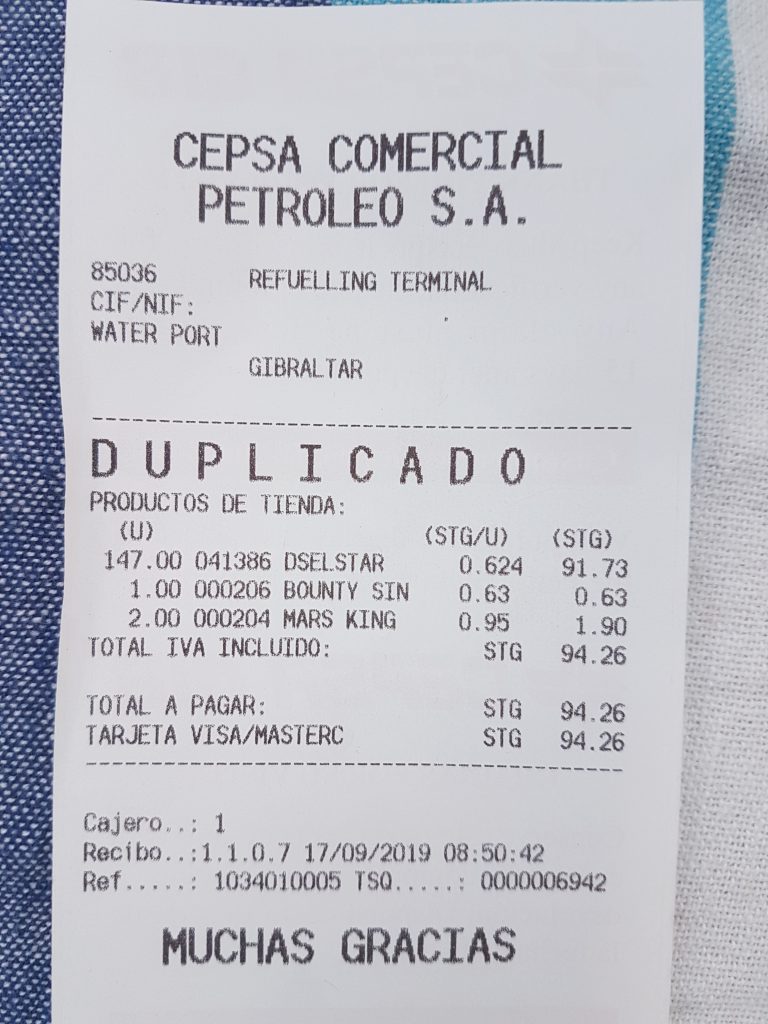 CEPSA COMERCIAL
PETROLEO S.A.
85036 REFUELLING TERMINAL
CIF/NIF:
WATER PORT
GIBRALTAR
DUPLICADO
PRODUCTOS DE TIENDA:
(U) (STG/U) (STG)
147.00 041386 DSELSTAR 0.624 91.73
1.00 000206 BOUNTY SIN 0.63 0.63
2.00 000204 MARS KING 0.95 1.90
TOTAL IVA INCLUIDO: STG 94.26
TOTAL A PAGAR: STG 94.26
TARJETA VISA/MASTERC STG 94.26
Cajero..: 1
Recibo..:1.1.0.7 17/09/2019 08:50:42
Ref.....: 1034010005 TSQ.....: 0000006942
MUCHAS GRACIAS